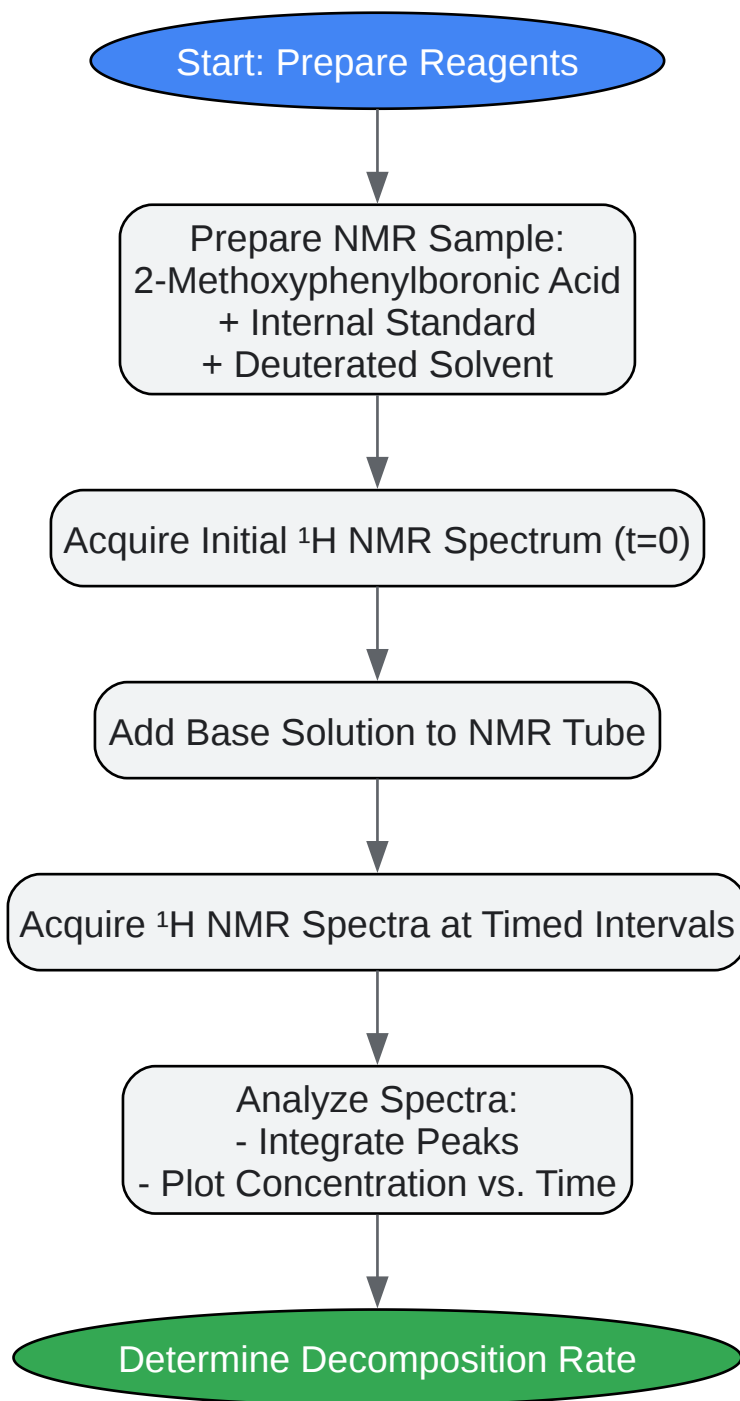 Start: Prepare Reagents
Prepare NMR Sample:
2-Methoxyphenylboronic Acid
+ Internal Standard
+ Deuterated Solvent
Acquire Initial ¹H NMR Spectrum (t=0)
Add Base Solution to NMR Tube
Acquire ¹H NMR Spectra at Timed Intervals
Analyze Spectra:
- Integrate Peaks
- Plot Concentration vs. Time
Determine Decomposition Rate